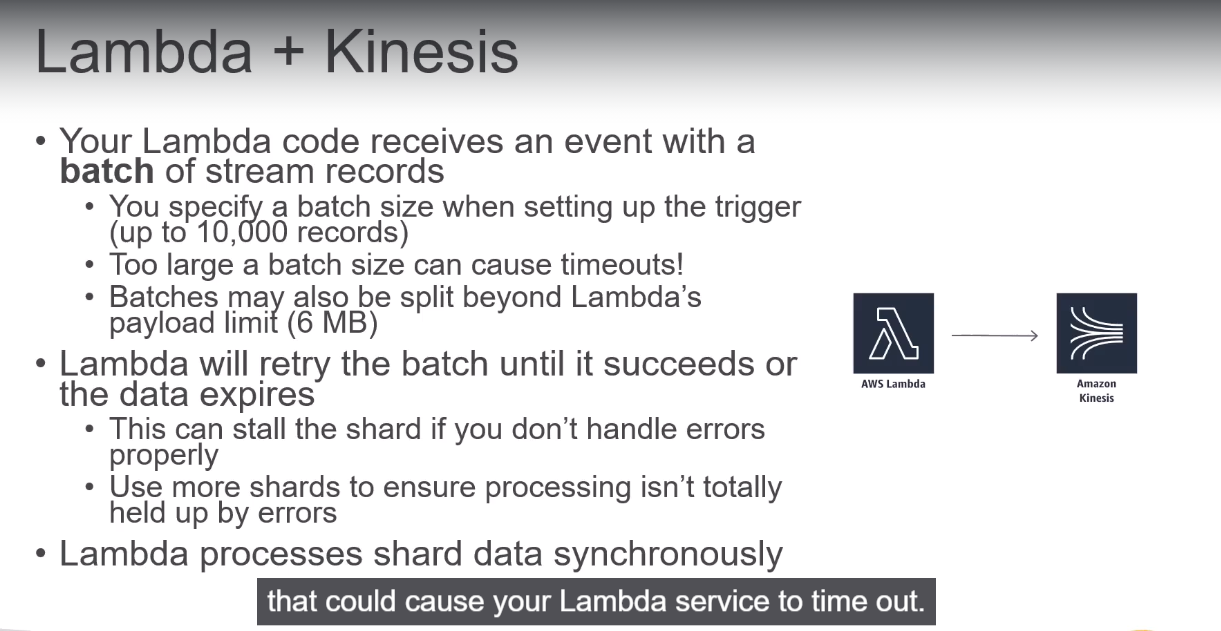 Lambda + Kinesis
• Your Lambda code receives an event with a
batch of stream records
• You specify a batch size when setting up the trigger
(up to 10,000 records)
• Too large a batch size can cause timeouts!
• Batches may also be split beyond Lambda’s
payload limit (6 MB)
• Lambda will retry the batch until it succeeds or
the data expires
• This can stall the shard if you don’t handle errors
properly
• Use more shards to ensure processing isn’t totally
held up by errors
• Lambda processes shard data synchronously
AWS Lambda
Amazon
Kinesis
that could cause your Lambda service to time out.